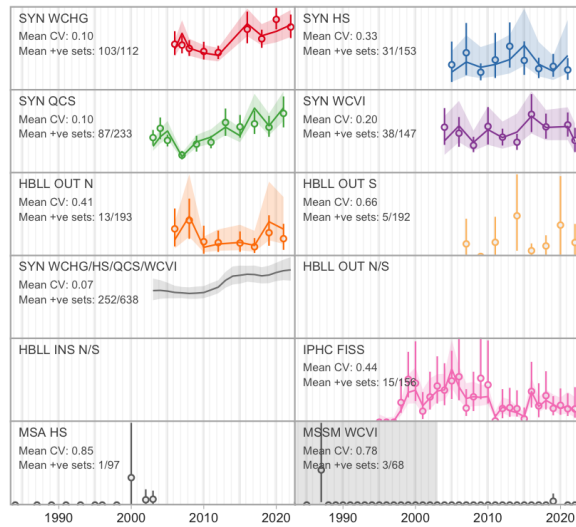 SYN WCHG
Mean CV: 0.10
Mean +ve sets: 103/112
SYN HS
Mean CV: 0.33
Mean +ve sets: 31/153
SYN QCS
Mean CV: 0.10
Mean +ve sets: 87/233
SYN WCVI
Mean CV: 0.20
Mean +ve sets: 38/147
HBLL OUT N
Mean CV: 0.41
Mean +ve sets: 13/193
HBLL OUT S
Mean CV: 0.66
Mean +ve sets: 5/192
SYN WCHG/HS/QCS/WCVI
Mean CV: 0.07
Mean +ve sets: 252/638
HBLL OUT N/S
HBLL INS N/S
IPHC FISS
Mean CV: 0.44
Mean +ve sets: 15/156
MSA HS
Mean CV: 0.85
Mean +ve sets: 1/97
MSSM WCVI
Mean CV: 0.78
Mean +ve sets: 3/68
1990 2000 2010 2020 1990 2000 2010 2020